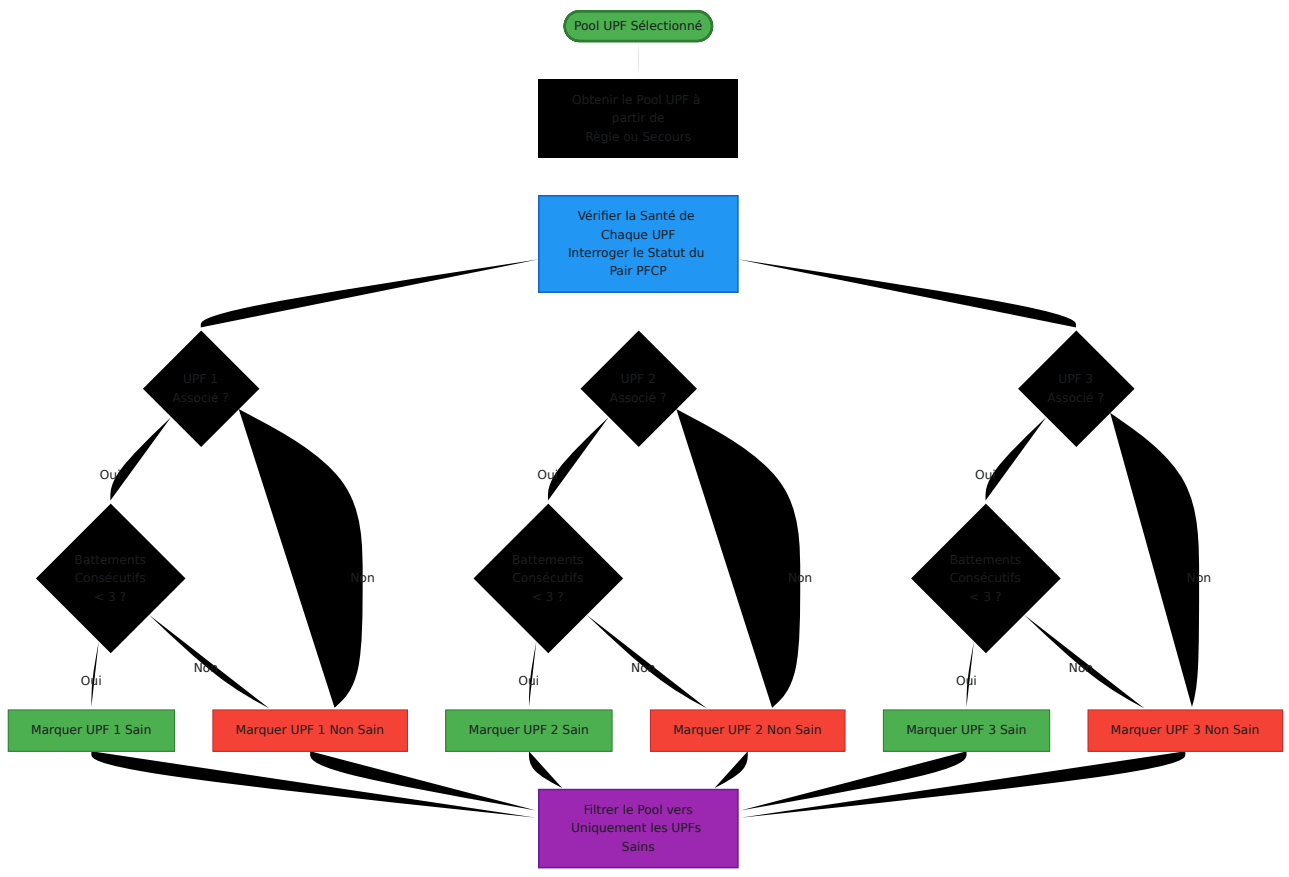 Pool UPF Sélectionné
Obtenir le Pool UPF à
partir de
Règle ou Secours
Vérifier la Santé de
Chaque UPF
Interroger le Statut du
Pair PFCP
UPF 1
Associé ?
UPF 2
Associé ?
UPF 3
Associé ?
Oui
Oui
Oui
Battements
Consécutifs
< 3 ?
Non
Battements
Consécutifs
< 3 ?
Non
Battements
Consécutifs
< 3 ?
Non
Non
Non
Non
Oui
Oui
Oui
Marquer UPF 1 Sain
Marquer UPF 1 Non Sain
Marquer UPF 2 Sain
Marquer UPF 2 Non Sain
Marquer UPF 3 Sain
Marquer UPF 3 Non Sain
Filtrer le Pool vers
Uniquement les UPFs
Sains